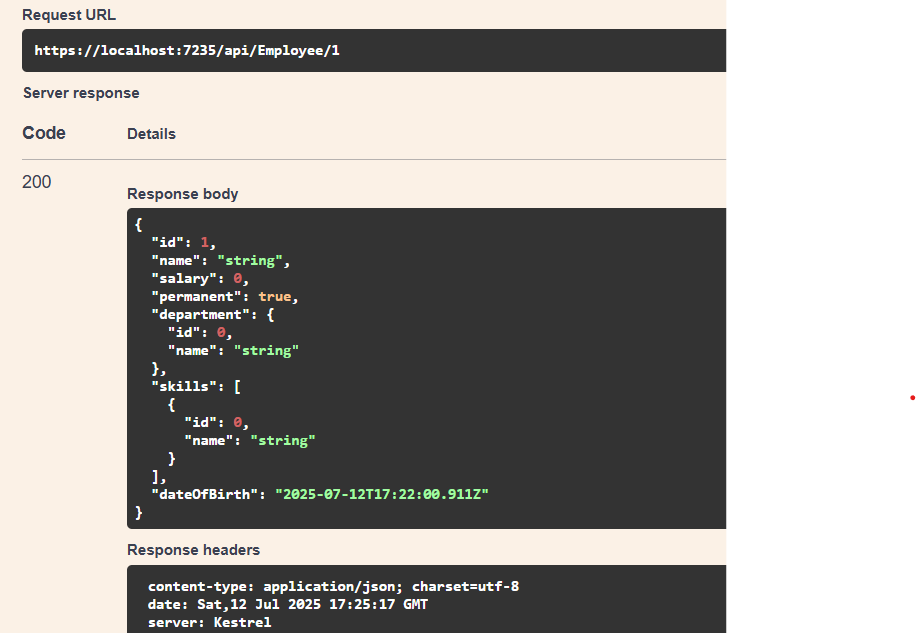 Request URL
https://localhost:7235/api/Employee/1
Server response
Code Details
200
Response body
{
  "id": 1,
  "name": "string",
  "salary": 0,
  "permanent": true,
  "department": {
    "id": 0,
    "name": "string"
  },
  "skills": [
    {
      "id": 0,
      "name": "string"
    }
  ],
  "dateOfBirth": "2025-07-12T17:22:00.911Z"
}
Response headers
content-type: application/json; charset=utf-8
date: Sat,12 Jul 2025 17:25:17 GMT
server: Kestrel